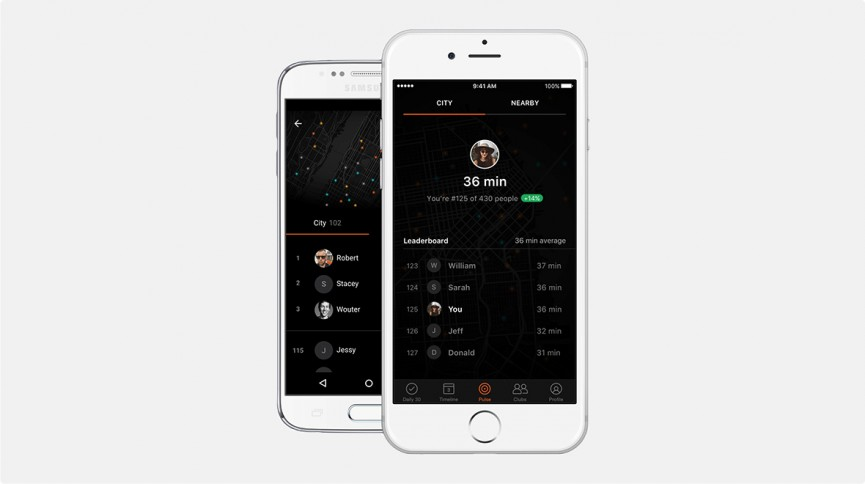 SAMSU
City 102
1 Robert
2 S Stacey
3 Wouter
115 J Jessy
9:41 AM 100%
CITY NEARBY
36 min
You're #125 of 430 people +14%
Leaderboard 36 min average
123 W William 37 min
124 S Sarah 36 min
125 You 36 min
126 J Jeff 32 min
127 D Donald 31 min
Daily 30 Timeline Pulse Clubs Profile